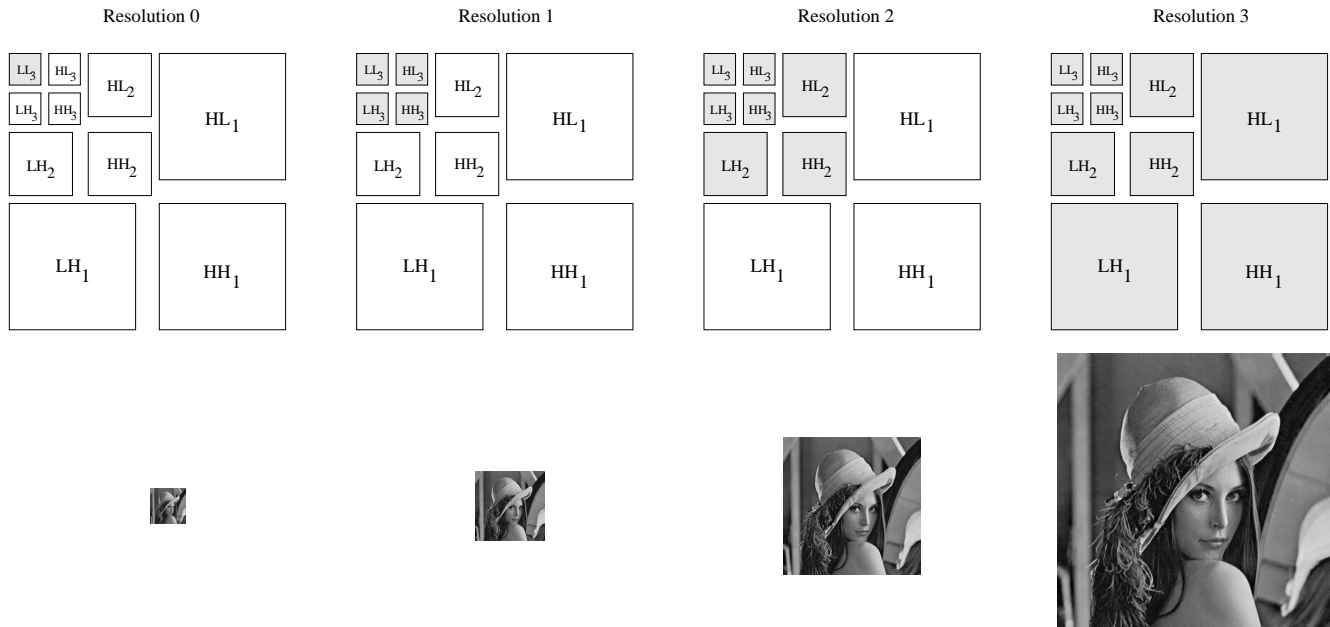 Resolution 0 Resolution 1 Resolution 2 Resolution 3
LL3 HL3 HL2 HL1 LL3 HL3 HL2 HL1 LL3 HL3 HL2 HL1 LL3 HL3 HL2 HL1
LH3 HH3 LH3 HH3 LH3 HH3 LH3 HH3
LH2 HH2 LH2 HH2 LH2 HH2 LH2 HH2
LH1 HH1 LH1 HH1 LH1 HH1 LH1 HH1